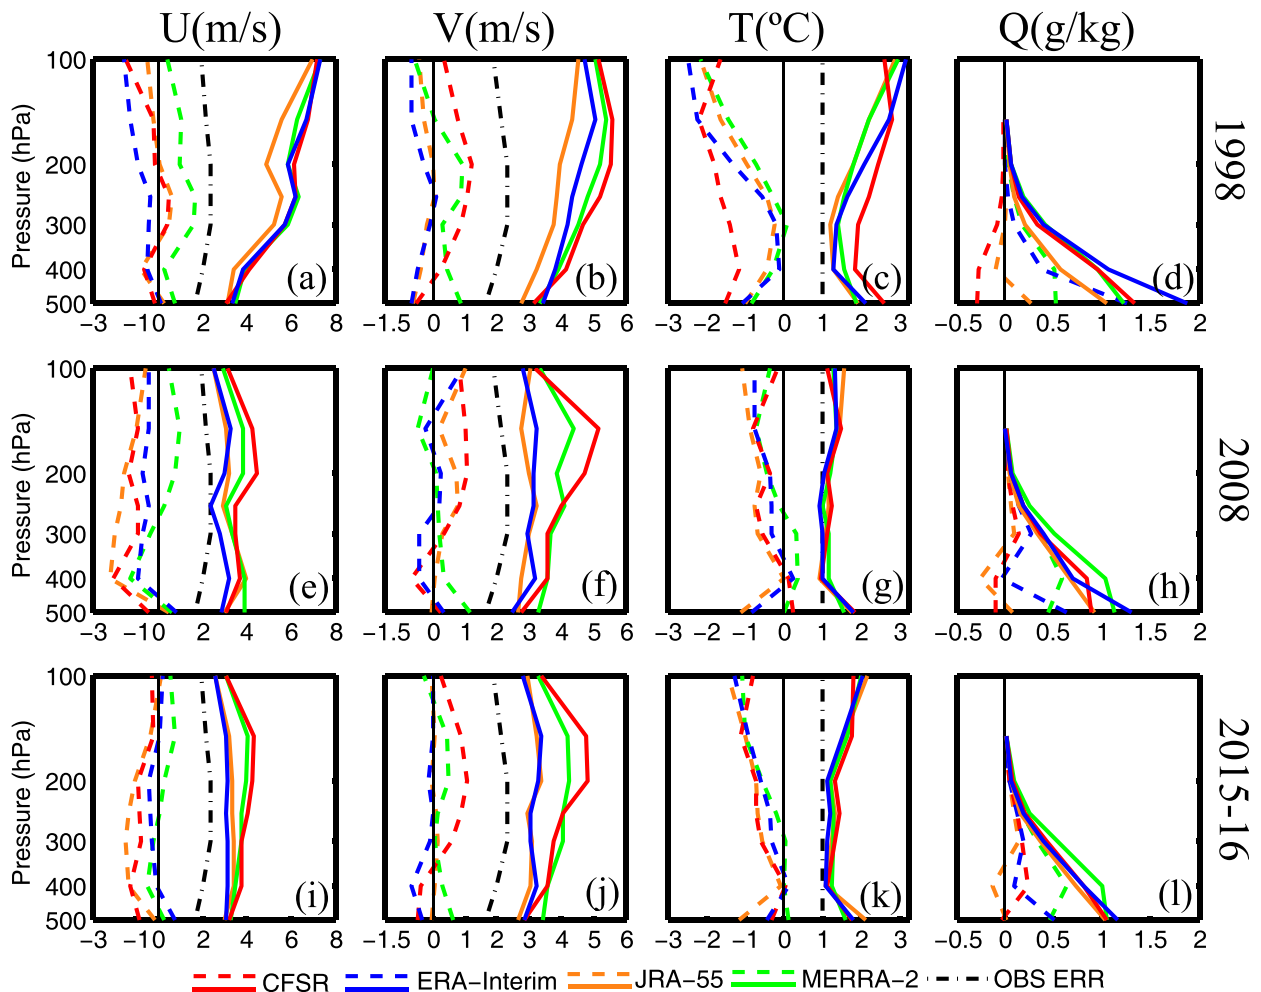 U(m/s) V(m/s) T(ºC) Q(g/kg)
100
200
300
400
500
Pressure (hPa)
(a) (b) (c) (d)
1998
−3 −10 2 4 6 8 −1.5 0 1 2 3 4 5 6 −3 −2 −1 0 1 2 3 −0.5 0 0.5 1 1.5 2
100
200
300
400
500
Pressure (hPa)
(e) (f) (g) (h)
2008
−3 −10 2 4 6 8 −1.5 0 1 2 3 4 5 6 −3 −2 −1 0 1 2 3 −0.5 0 0.5 1 1.5 2
100
200
300
400
500
Pressure (hPa)
(i) (j) (k) (l)
2015-16
−3 −10 2 4 6 8 −1.5 0 1 2 3 4 5 6 −3 −2 −1 0 1 2 3 −0.5 0 0.5 1 1.5 2
CFSR ERA−Interim JRA−55 MERRA−2 OBS ERR